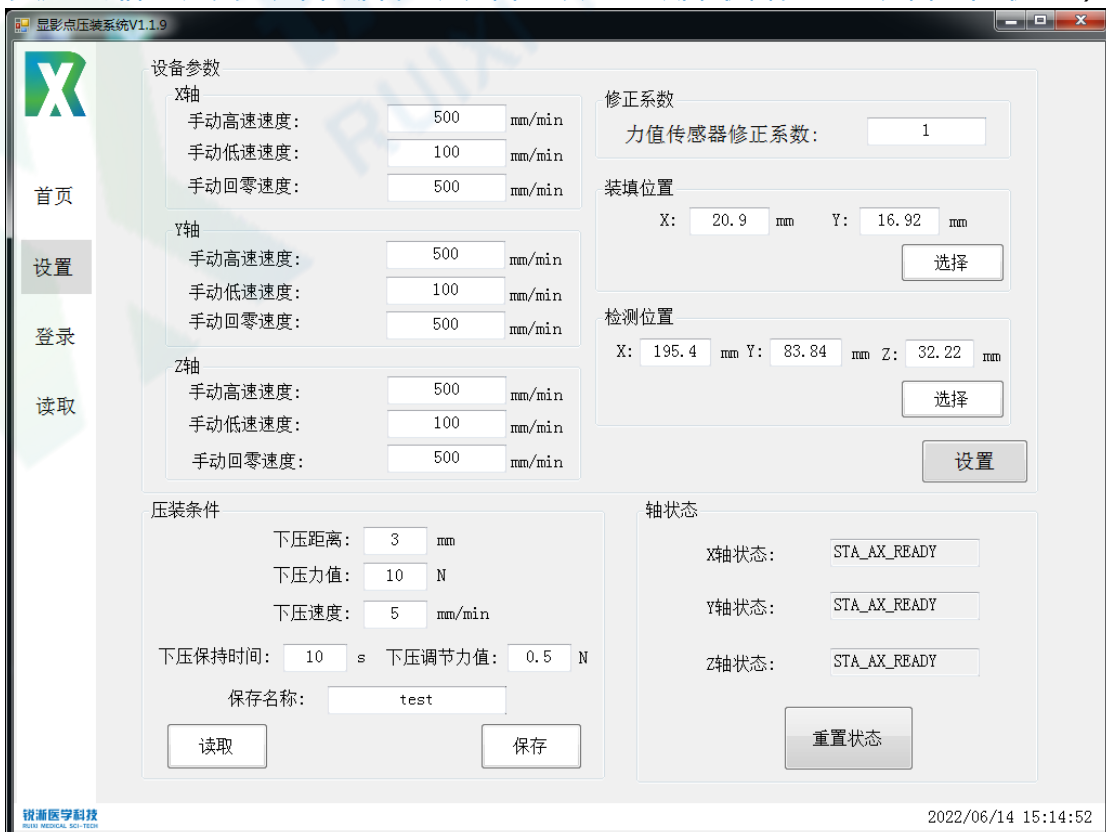 显影点压装系统V1.1.9
RUIXI
首页
设置
登录
读取
设备参数
X轴
手动高速速度: 500 mm/min
手动低速速度: 100 mm/min
手动回零速度: 500 mm/min
Y轴
手动高速速度: 500 mm/min
手动低速速度: 100 mm/min
手动回零速度: 500 mm/min
Z轴
手动高速速度: 500 mm/min
手动低速速度: 100 mm/min
手动回零速度: 500 mm/min
修正系数
力值传感器修正系数: 1
装填位置
X: 20.9 mm Y: 16.92 mm
选择
检测位置
X: 195.4 mm Y: 83.84 mm Z: 32.22 mm
选择
设置
压装条件
下压距离: 3 mm
下压力值: 10 N
下压速度: 5 mm/min
下压保持时间: 10 s 下压调节力值: 0.5 N
保存名称: test
读取 保存
轴状态
X轴状态: STA_AX_READY
Y轴状态: STA_AX_READY
Z轴状态: STA_AX_READY
重置状态
锐浙医学科技
RUIXI MEDICAL SCI-TECH
2022/06/14 15:14:52